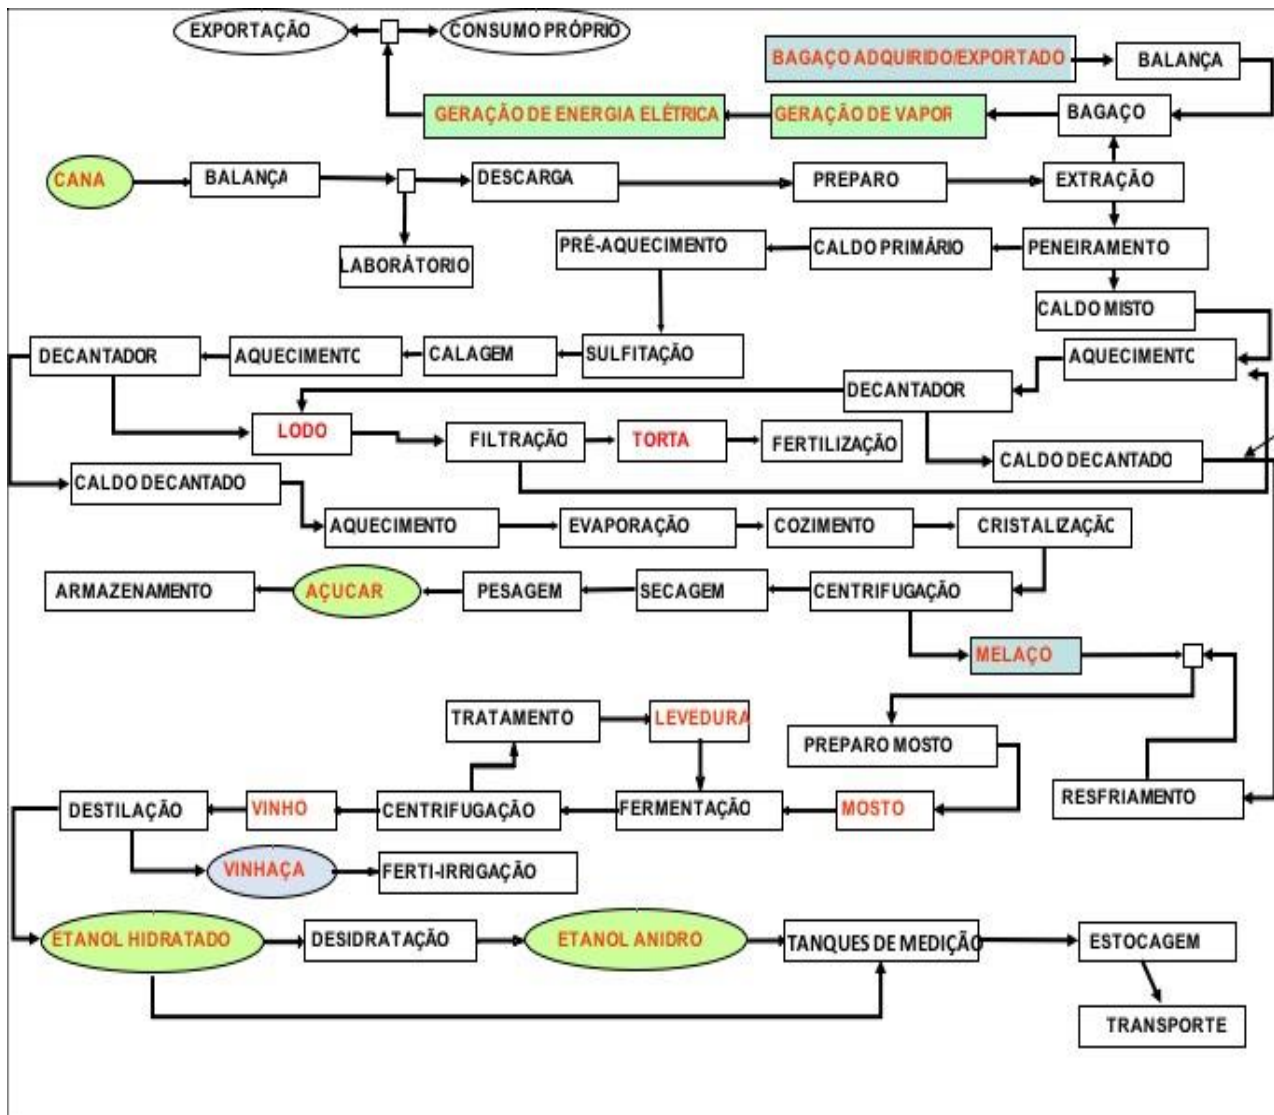 EXPORTAÇÃO
CONSUMO PRÓPRIO
BAGAÇO ADQUIRIDO/EXPORTADO
BALANÇA
GERAÇÃO DE ENERGIA ELÉTRICA
GERAÇÃO DE VAPOR
BAGAÇO
CANA
BALANÇA
DESCARGA
PREPARO
EXTRAÇÃO
LABORÁTORIO
PRÉ-AQUECIMENTO
CALDO PRIMÁRIO
PENEIRAMENTO
CALDO MISTO
DECANTADOR
AQUECIMENTO
CALAGEM
SULFITAÇÃO
AQUECIMENTO
DECANTADOR
LODO
FILTRAÇÃO
TORTA
FERTILIZAÇÃO
CALDO DECANTADO
CALDO DECANTADO
AQUECIMENTO
EVAPORAÇÃO
COZIMENTO
CRISTALIZAÇÃO
ARMAZENAMENTO
AÇUCAR
PESAGEM
SECAGEM
CENTRIFUGAÇÃO
MELAÇO
TRATAMENTO
LEVEDURA
PREPARO MOSTO
DESTILAÇÃO
VINHO
CENTRIFUGAÇÃO
FERMENTAÇÃO
MOSTO
RESFRIAMENTO
VINHAÇA
FERTI-IRRIGAÇÃO
ETANOL HIDRATADO
DESIDRATAÇÃO
ETANOL ANIDRO
TANQUES DE MEDIÇÃO
ESTOCAGEM
TRANSPORTE